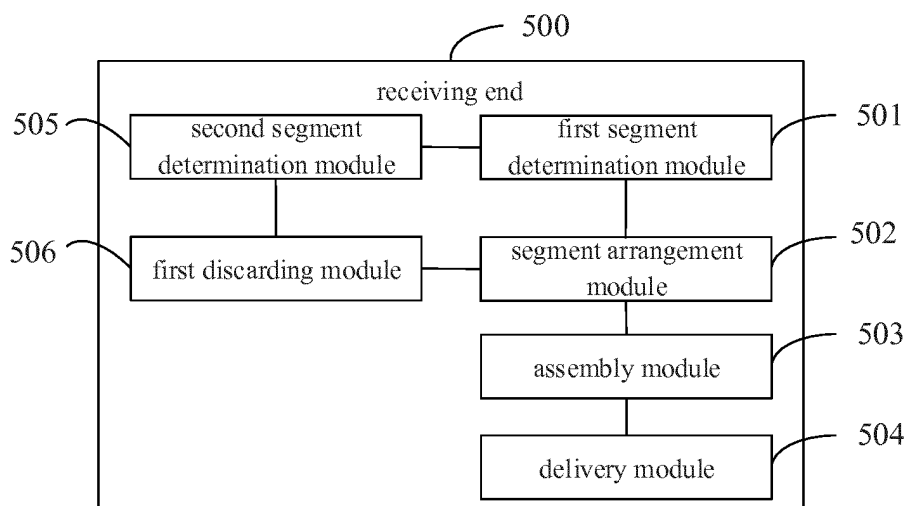 500
receiving end
505
second segment
determination module
first segment
determination module
501
506
first discarding module
segment arrangement
module
502
assembly module
503
delivery module
504